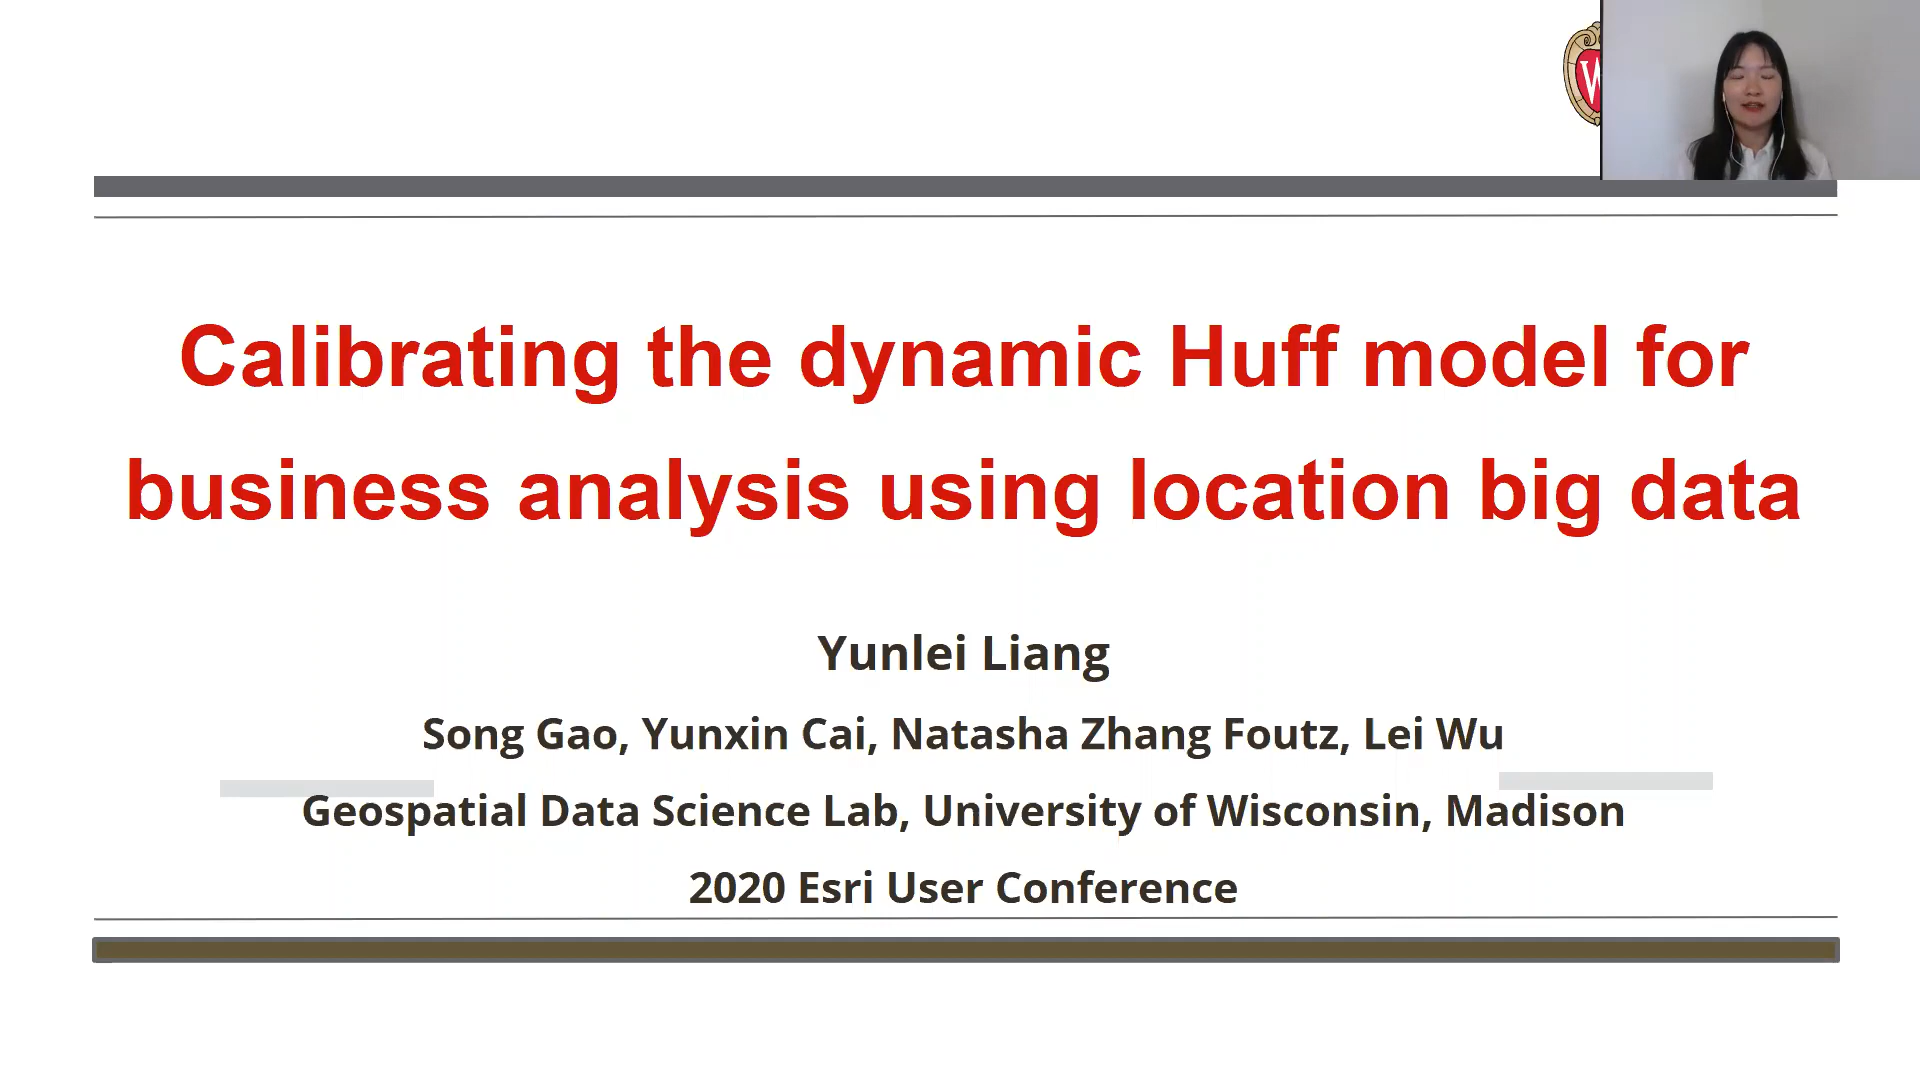 W
Calibrating the dynamic Huff model for
business analysis using location big data
Yunlei Liang
Song Gao, Yunxin Cai, Natasha Zhang Foutz, Lei Wu
Geospatial Data Science Lab, University of Wisconsin, Madison
2020 Esri User Conference